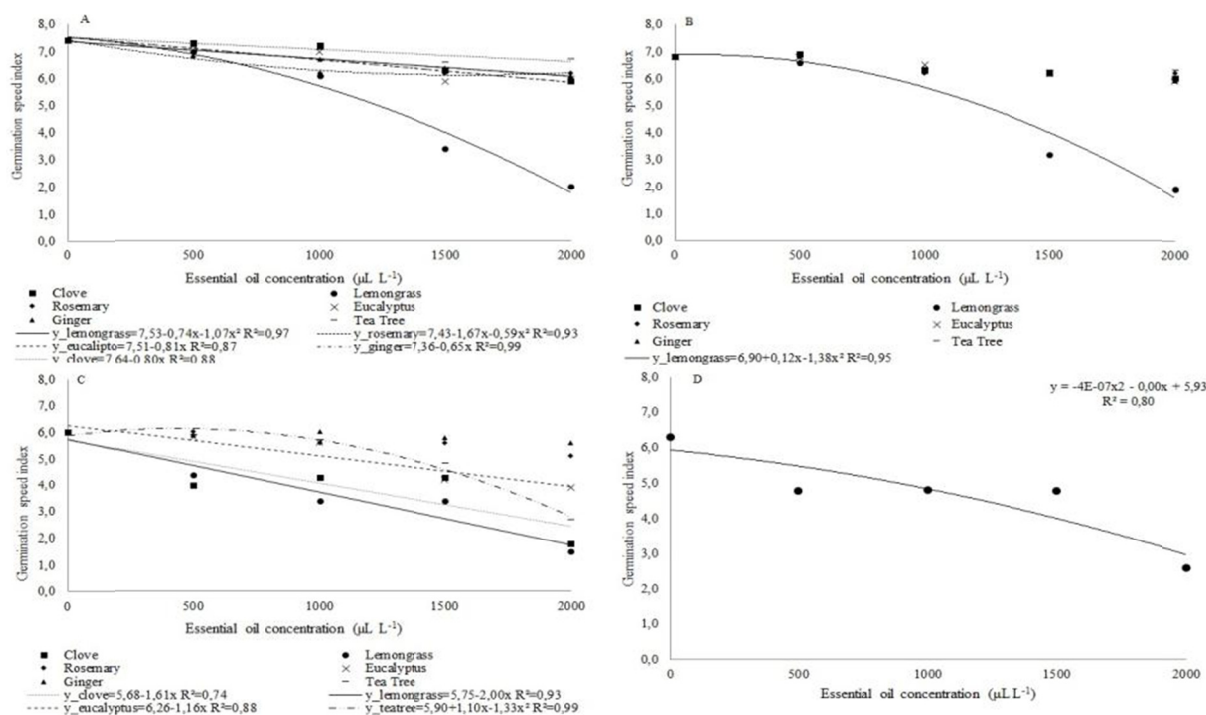 A
Germination speed index
8,0
7,0
6,0
5,0
4,0
3,0
2,0
1,0
0,0
0 500 1000 1500 2000
Essential oil concentration (μL L⁻¹)
Clove Lemongrass
Rosemary Eucalyptus
Ginger Tea Tree
y_lemongrass=7,53-0,74x-1,07x² R²=0,97 y_rosemary=7,43-1,67x-0,59x² R²=0,93
y_eucalipto=7,51-0,81x R²=0,87 y_ginger=7,36-0,65x R²=0,99
y_clove=7,64-0,80x R²=0,88
B
Germination speed index
8,0
7,0
6,0
5,0
4,0
3,0
2,0
1,0
0,0
0 500 1000 1500 2000
Essential oil concentration (μL L⁻¹)
Clove Lemongrass
Rosemary Eucalyptus
Ginger Tea Tree
y_lemongrass=6,90+0,12x-1,38x² R²=0,95
C
Germination speed index
8,0
7,0
6,0
5,0
4,0
3,0
2,0
1,0
0,0
0 500 1000 1500 2000
Essential oil concentration (μL L⁻¹)
Clove Lemongrass
Rosemary Eucalyptus
Ginger Tea Tree
y_clove=5,68-1,61x R²=0,74 y_lemongrass=5,75-2,00x R²=0,93
y_eucalyptus=6,26-1,16x R²=0,88 y_teatree=5,90+1,10x-1,33x² R²=0,99
D
y = -4E-07x2 - 0,00x + 5,93
R² = 0,80
Germination speed index
8,0
7,0
6,0
5,0
4,0
3,0
2,0
1,0
0,0
0 500 1000 1500 2000
Essential oil concentration (μL L⁻¹)